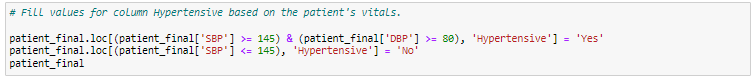 # Fill values for column Hypertensive based on the patient's vitals.
patient_final.loc[(patient_final['SBP'] >= 145) & (patient_final['DBP'] >= 80), 'Hypertensive'] = 'Yes'
patient_final.loc[(patient_final['SBP'] <= 145), 'Hypertensive'] = 'No'
patient_final